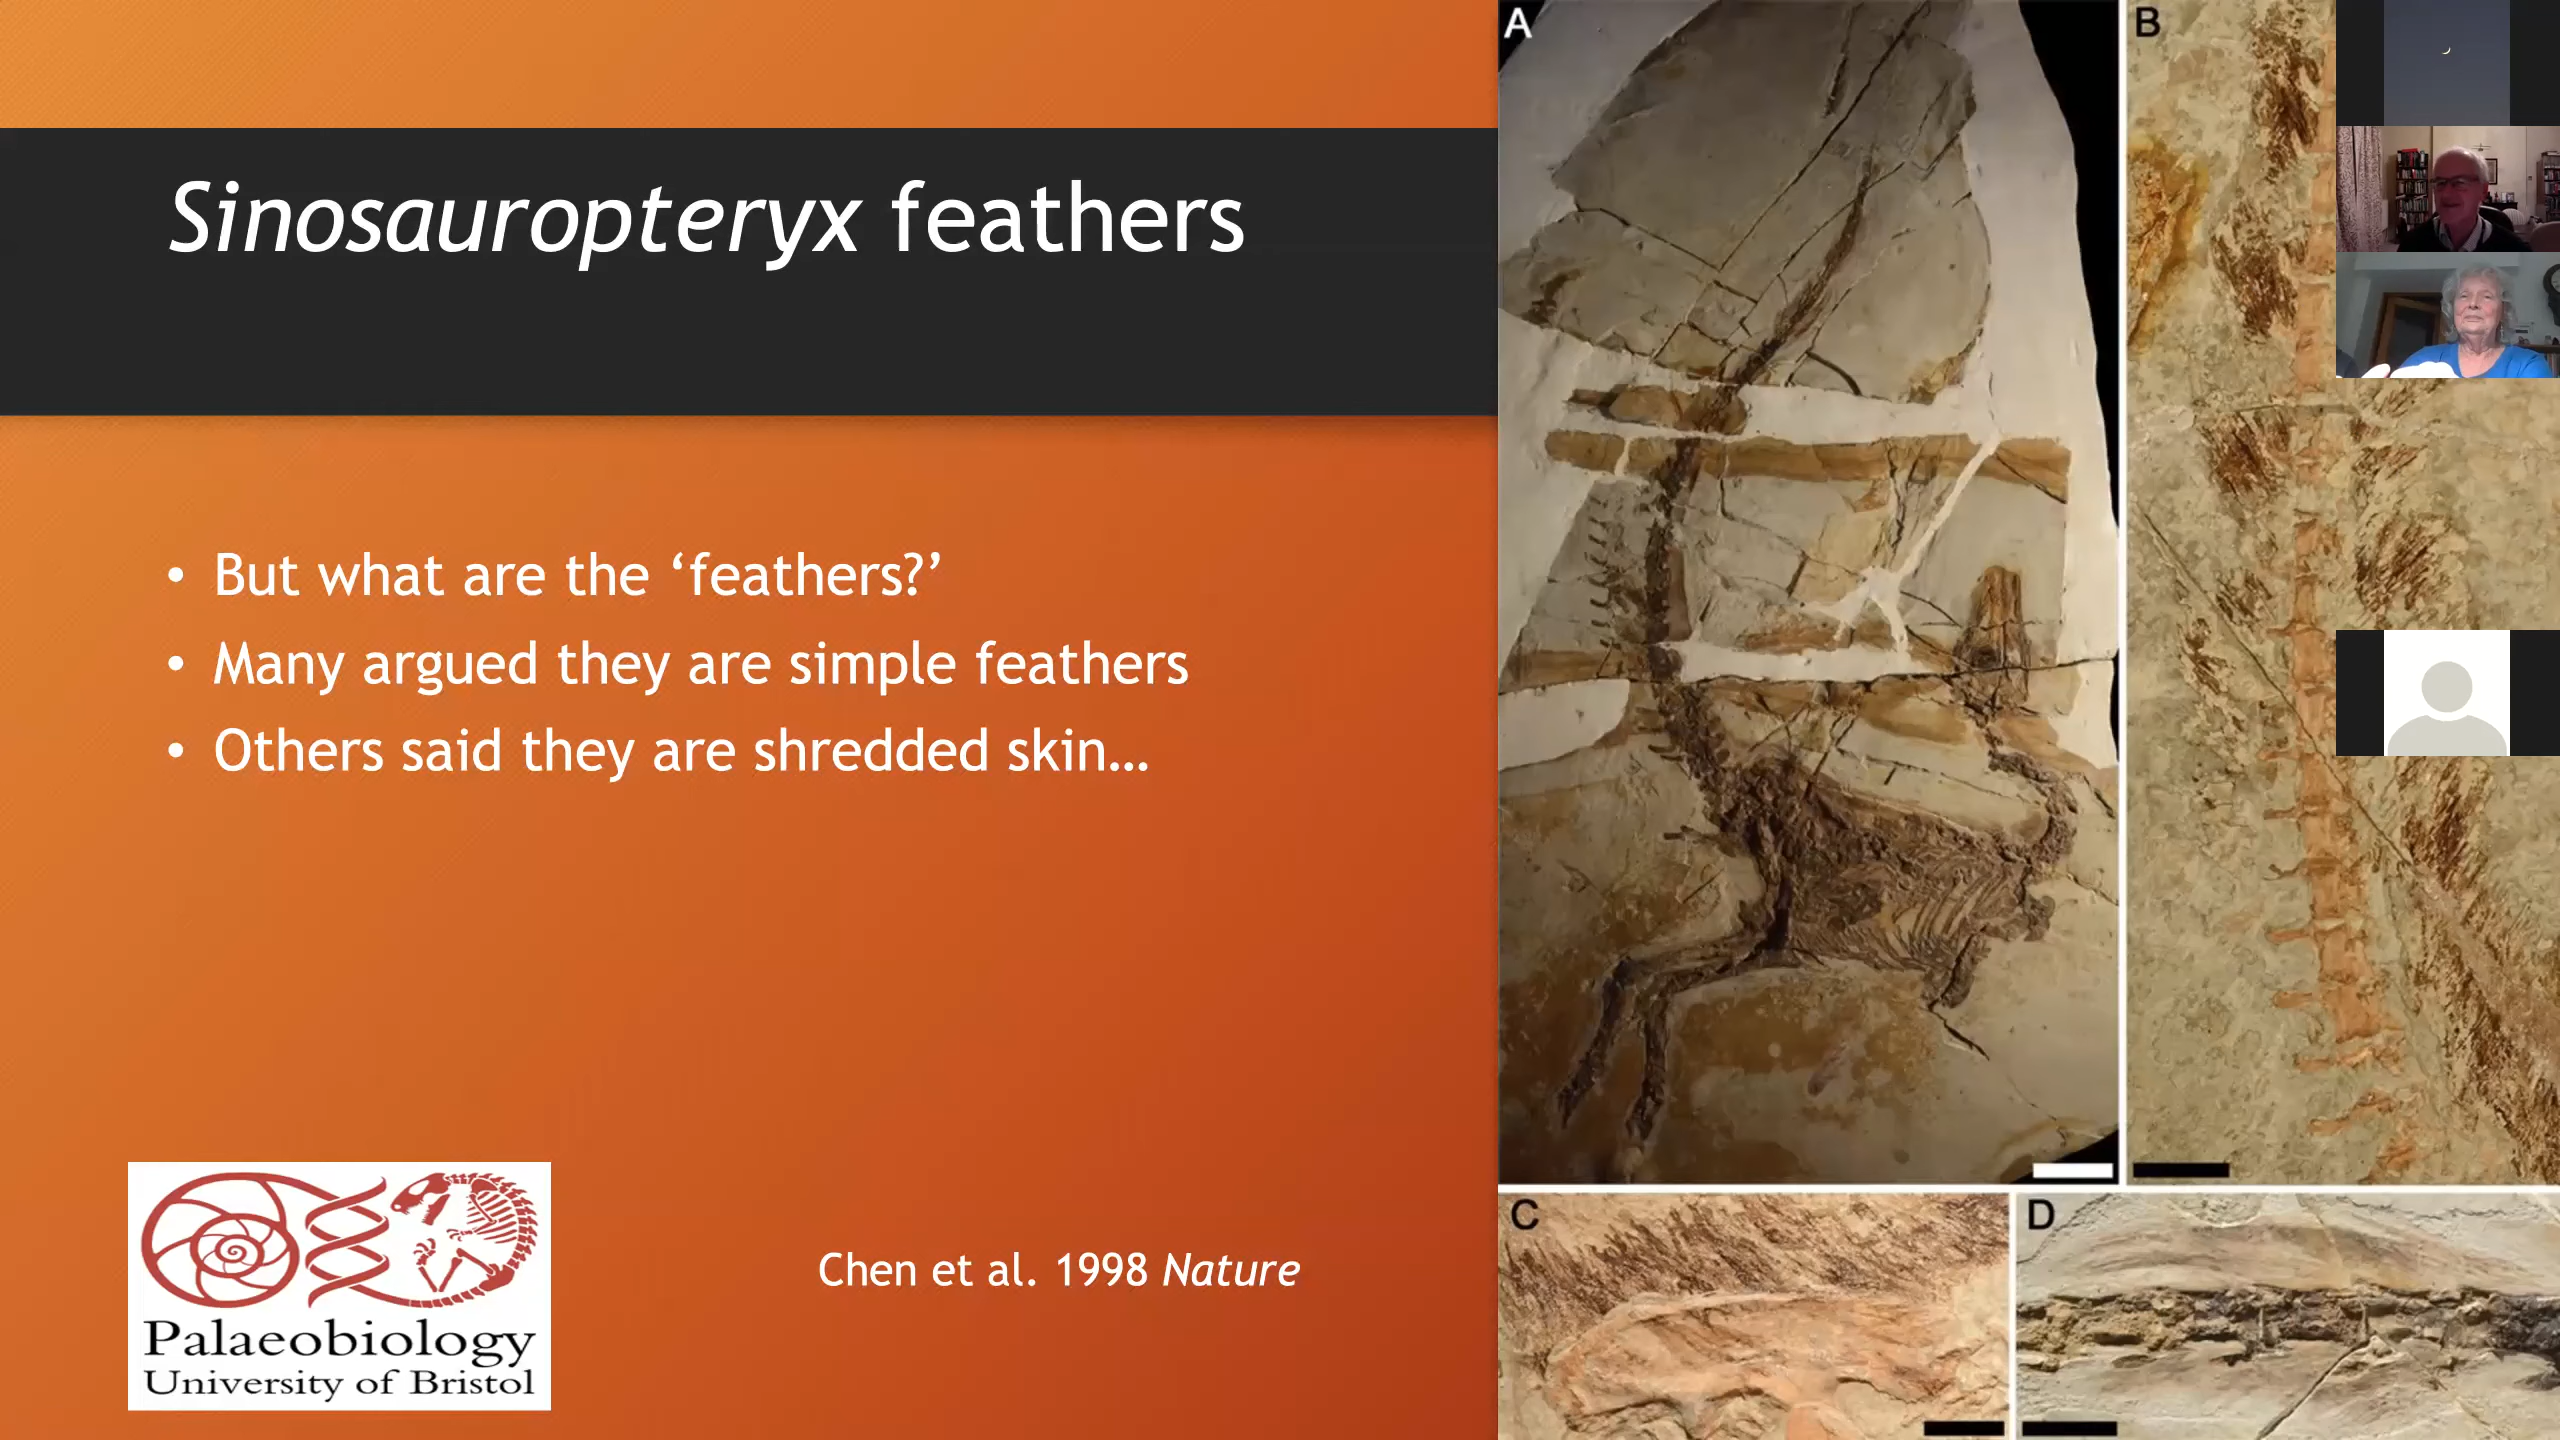 Sinosauropteryx feathers
• But what are the ‘feathers?’
• Many argued they are simple feathers
• Others said they are shredded skin…
Palaeobiology
University of Bristol
Chen et al. 1998 Nature
A
B
C
D